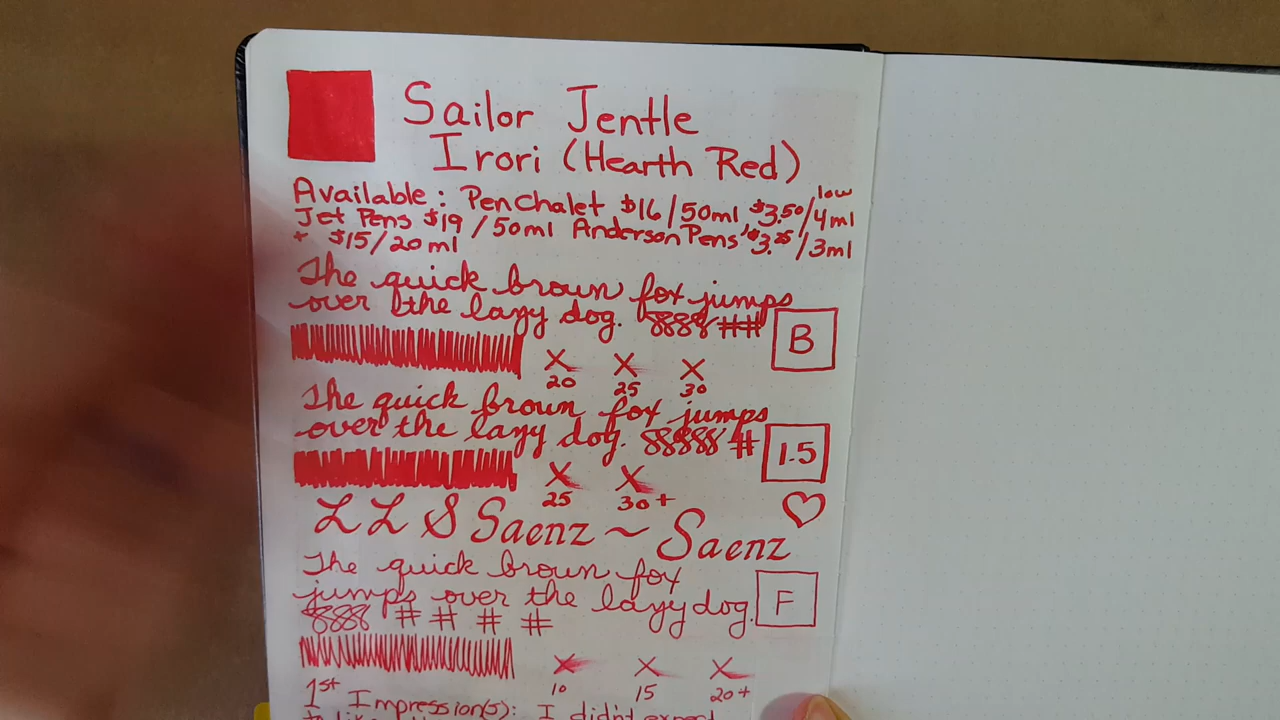 Sailor Jentle
Irori (Hearth Red)
low
Available: PenChalet $16/50ml $3.50/4ml
Jet Pens $19/50ml Anderson Pens $3.25/3ml
+ $15/20ml
The quick brown fox jumps
over the lazy dog. 8888 ##
B
X X X
20 25 30
The quick brown fox jumps
over the lazy dog. 88888 #
1.5
X X
25 30+
L L S Saenz ~ Saenz
The quick brown fox
jumps over the lazy dog.
F
8888 # # # #
X X X
10 15 20+
1st Impression(s): I didn't expect